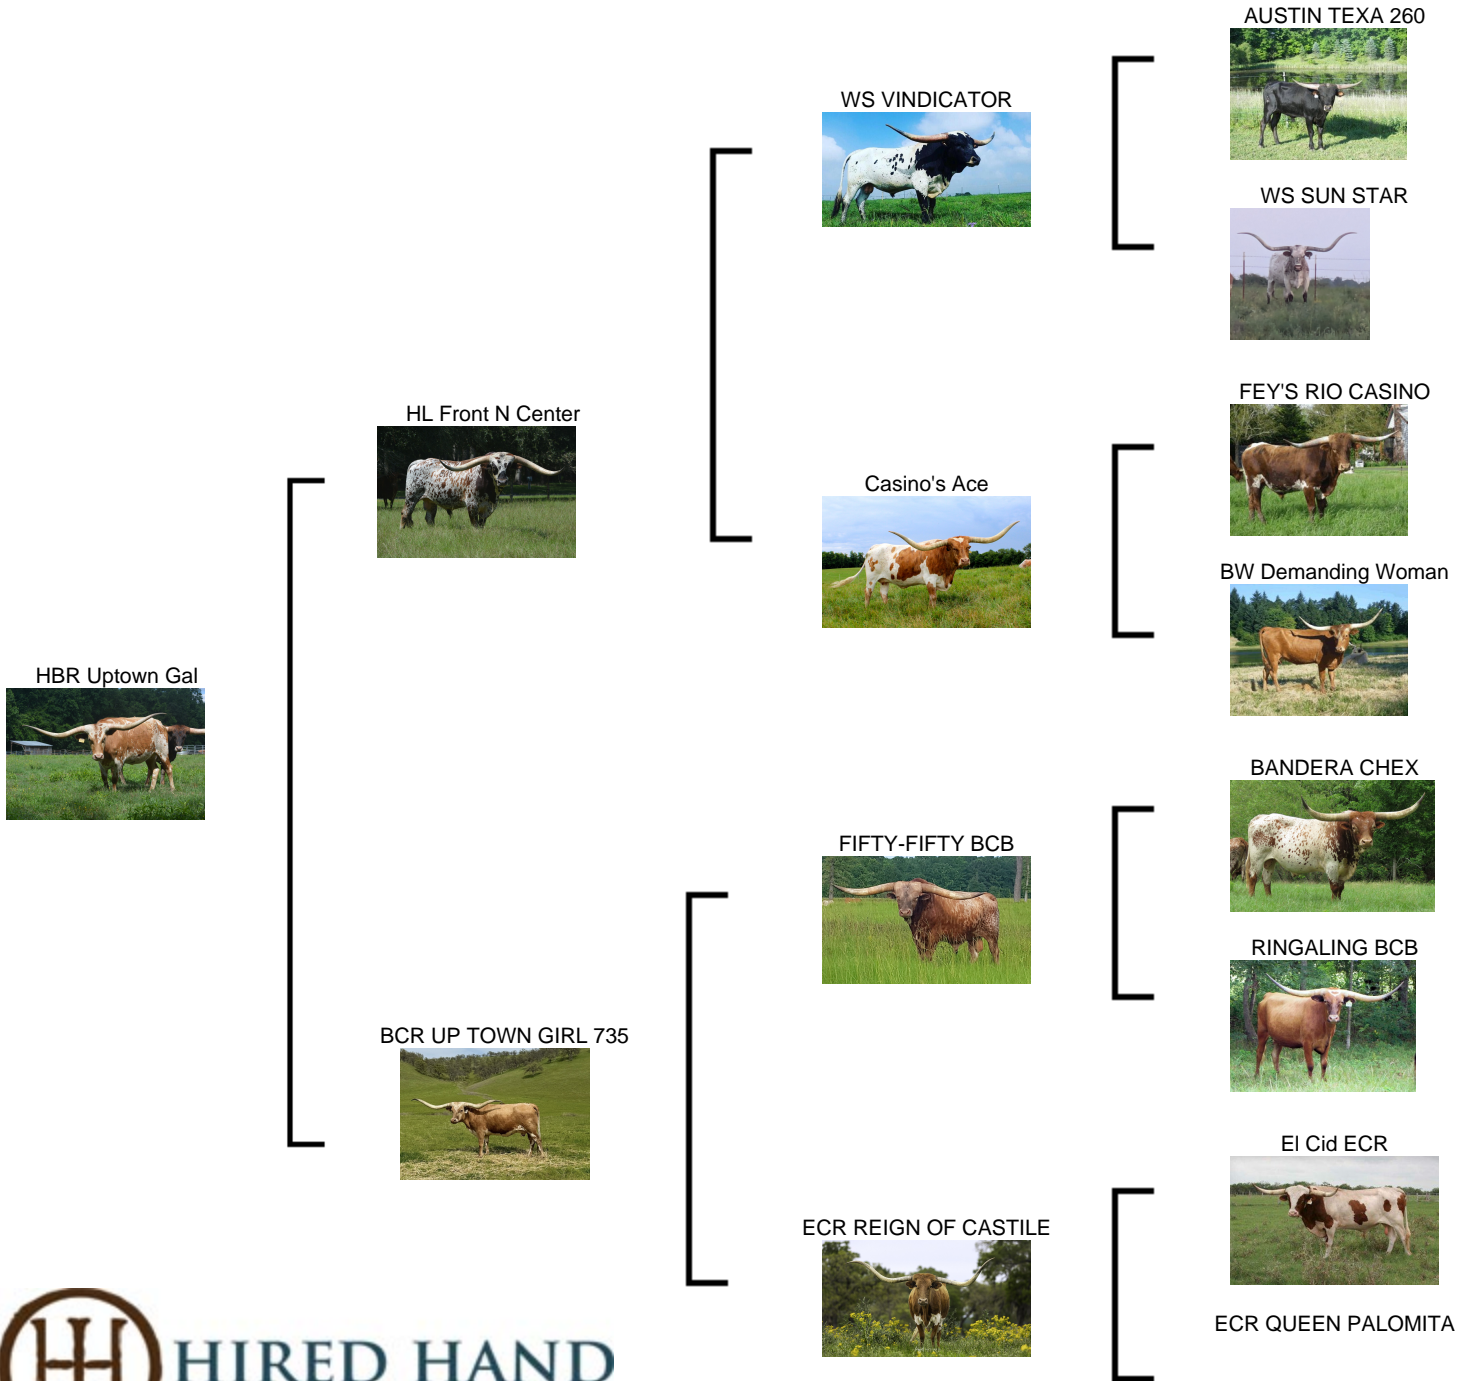 AUSTIN TEXA 260
WS VINDICATOR
WS SUN STAR
FEY'S RIO CASINO
HL Front N Center
Casino's Ace
BW Demanding Woman
HBR Uptown Gal
BANDERA CHEX
FIFTY-FIFTY BCB
RINGALING BCB
BCR UP TOWN GIRL 735
El Cid ECR
ECR REIGN OF CASTILE
ECR QUEEN PALOMITA
HIRED HAND